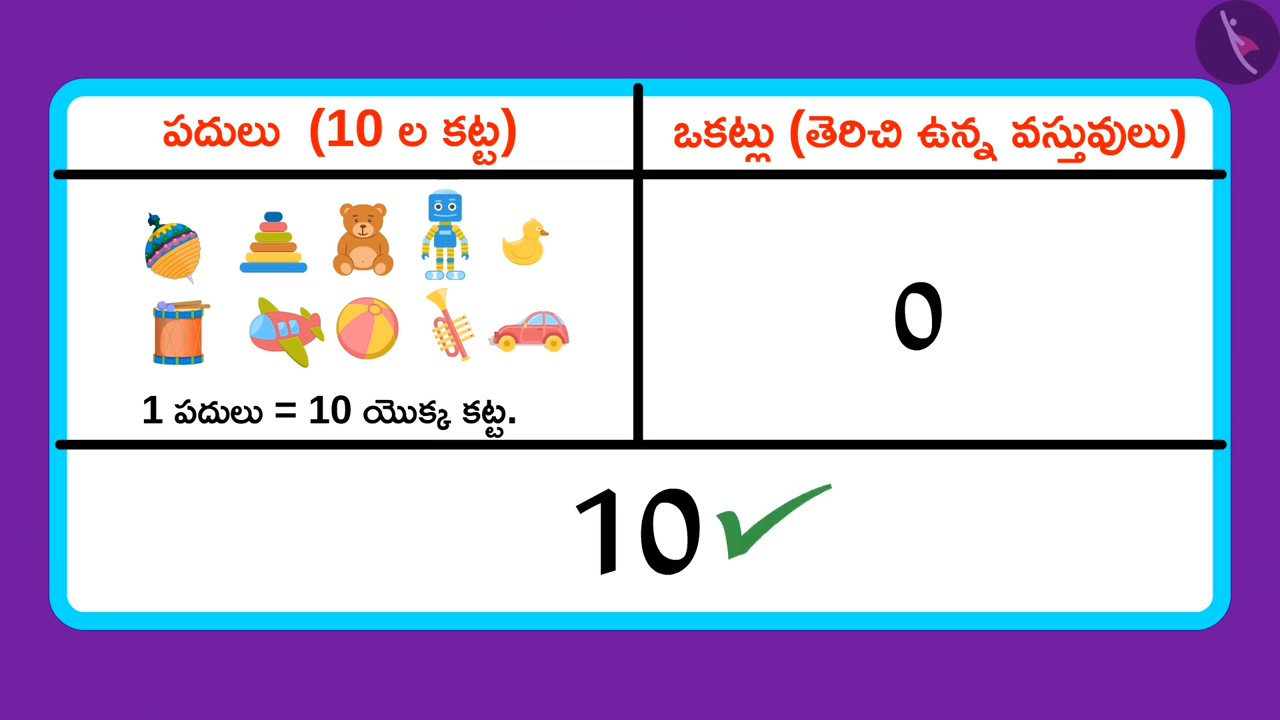 పదులు (10 ల కట్ట)
ఒకట్లు (తెరిచి ఉన్న వస్తువులు)
0
1 పదులు = 10 యొక్క కట్ట.
10